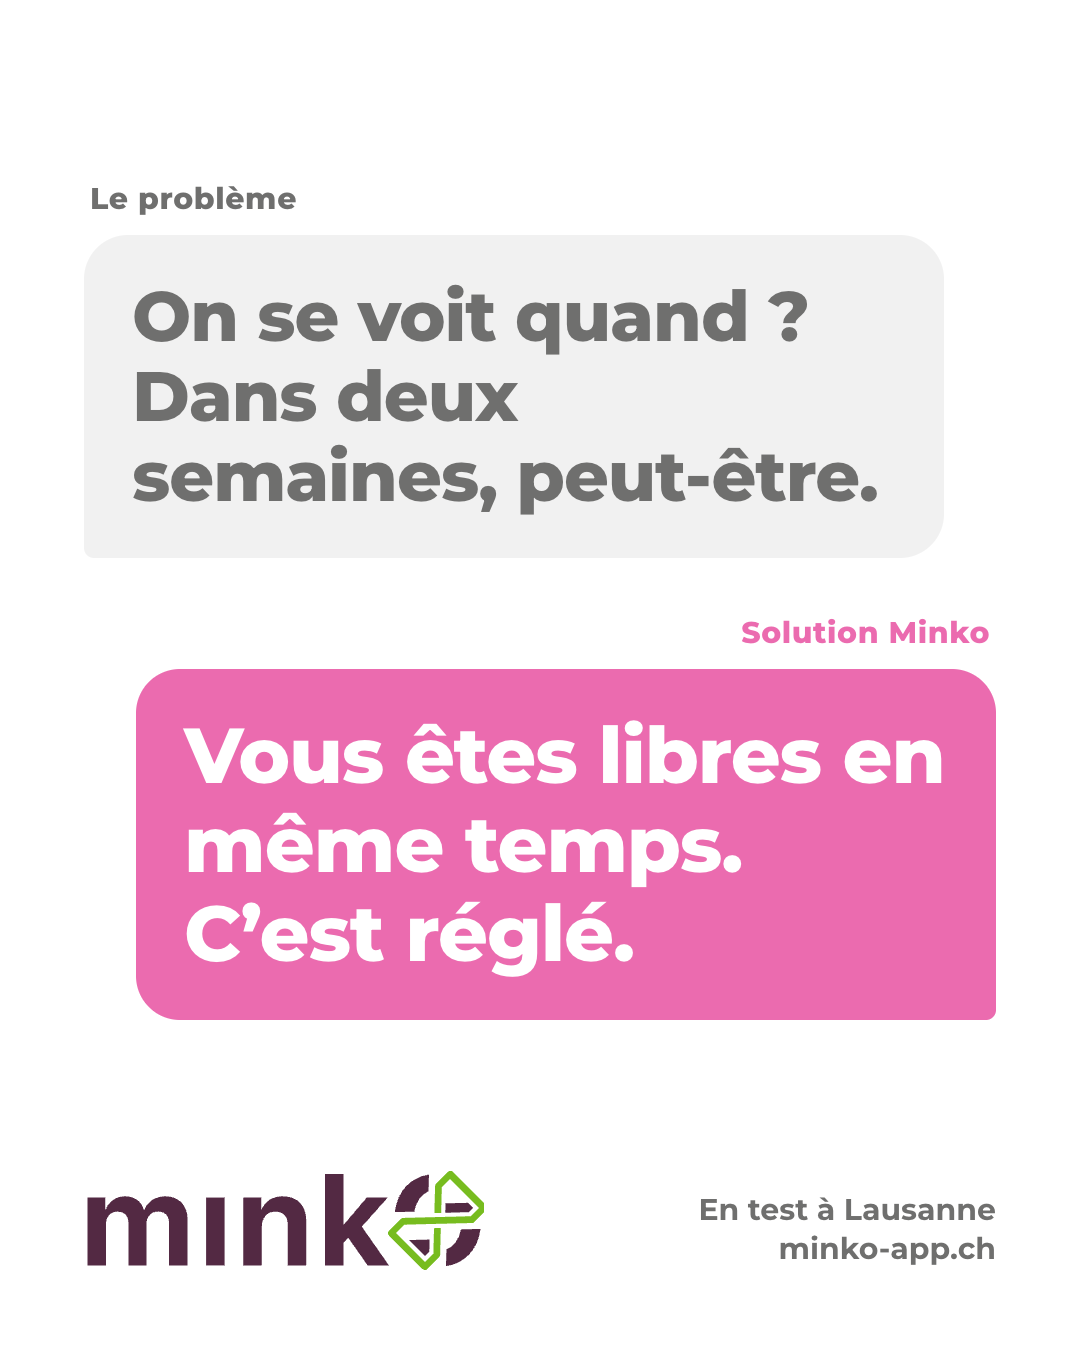 Le problème
On se voit quand ?
Dans deux
semaines, peut-être.
Solution Minko
Vous êtes libres en
même temps.
C’est réglé.
minko
En test à Lausanne
minko-app.ch